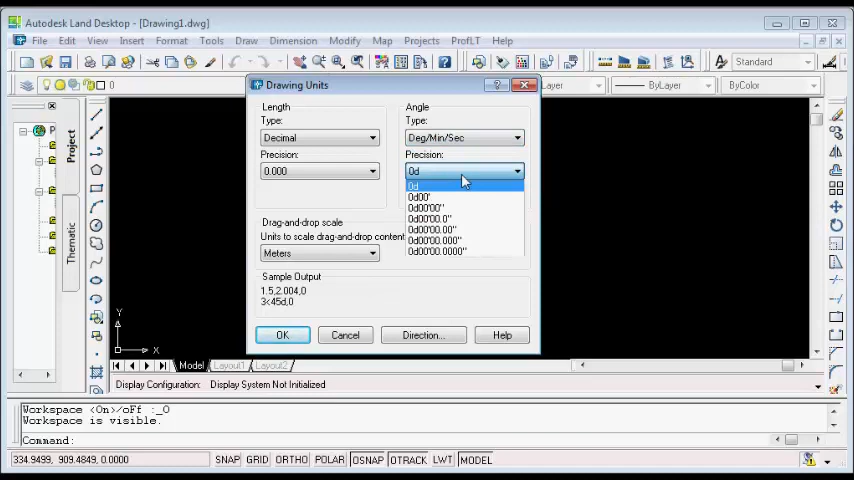 Autodesk Land Desktop - [Drawing1.dwg]
File Edit View Insert Format Tools Draw Dimension Modify Map Projects ProfLT Help
Standard
0
Layer
ByLayer
ByColor
Drawing Units
Project
Thematic
Length
Type:
Decimal
Precision:
0.000
Angle
Type:
Deg/Min/Sec
Precision:
0d
0d
0d00'
0d00'00"
0d00'00.0"
0d00'00.00"
0d00'00.000"
0d00'00.0000"
Drag-and-drop scale
Units to scale drag-and-drop content
Meters
Sample Output
1.5,2.004,0
3<45d,0
OK Cancel Direction... Help
Y
X
Model Layout1 Layout2
Display Configuration: Display System Not Initialized
Workspace <On>/oFf :_O
Workspace is visible.
Command:
334.9499, 909.4849, 0.0000 SNAP GRID ORTHO POLAR OSNAP OTRACK LWT MODEL